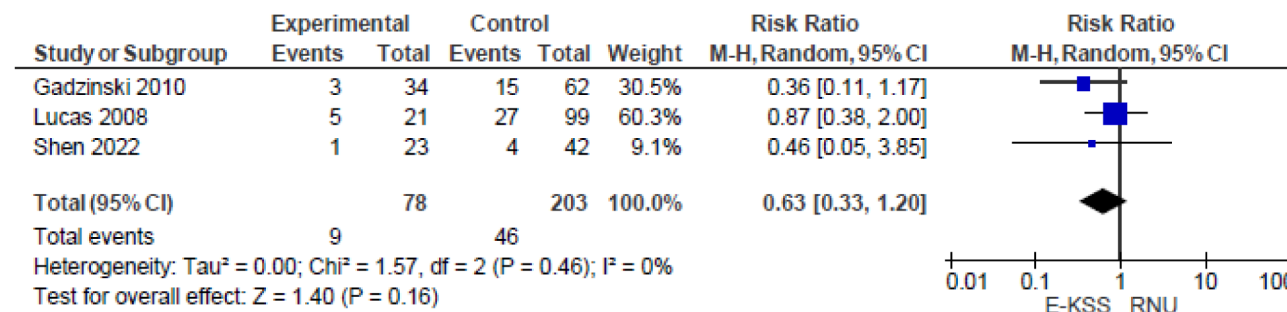 Experimental Control Risk Ratio Risk Ratio
Study or Subgroup Events Total Events Total Weight M-H, Random, 95% CI M-H, Random, 95% CI
Gadzinski 2010 3 34 15 62 30.5% 0.36 [0.11, 1.17]
Lucas 2008 5 21 27 99 60.3% 0.87 [0.38, 2.00]
Shen 2022 1 23 4 42 9.1% 0.46 [0.05, 3.85]
Total (95% CI) 78 203 100.0% 0.63 [0.33, 1.20]
Total events 9 46
Heterogeneity: Tau² = 0.00; Chi² = 1.57, df = 2 (P = 0.46); I² = 0%
Test for overall effect: Z = 1.40 (P = 0.16)
0.01 0.1 1 10 100
E-KSS RNU